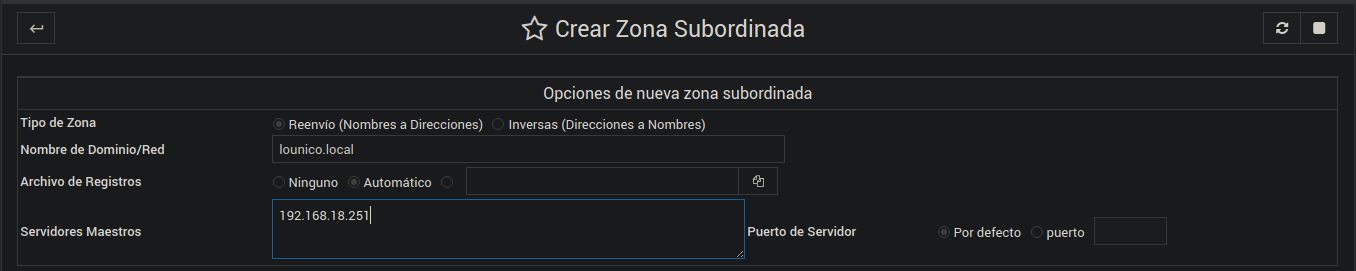 Crear Zona Subordinada
Opciones de nueva zona subordinada
Tipo de Zona Reenvío (Nombres a Direcciones) Inversas (Direcciones a Nombres)
Nombre de Dominio/Red lounico.local
Archivo de Registros Ninguno Automático
192.168.18.251
Servidores Maestros Puerto de Servidor Por defecto puerto